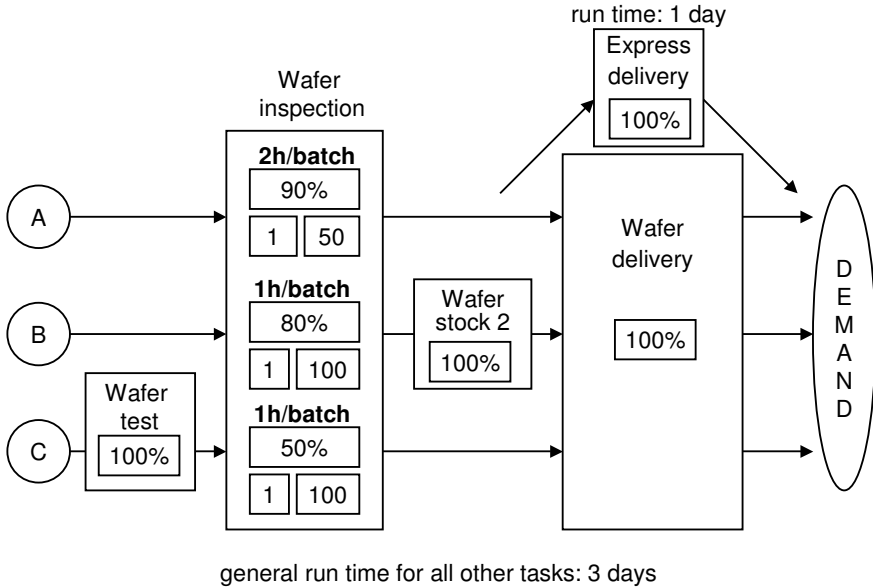 run time: 1 day
Express
delivery
100%
Wafer
inspection
2h/batch
90%
1 50
A
1h/batch
80%
1 100
B
Wafer
stock 2
100%
Wafer
delivery
100%
D
E
M
A
N
D
C
Wafer
test
100%
1h/batch
50%
1 100
general run time for all other tasks: 3 days